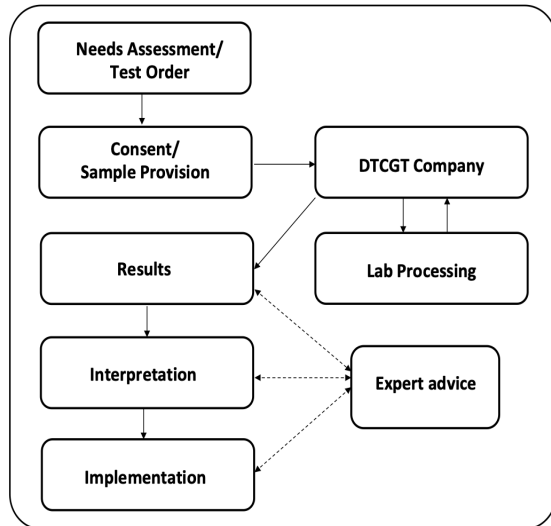 Needs Assessment/
Test Order
Consent/
Sample Provision
DTCGT Company
Results
Lab Processing
Interpretation
Expert advice
Implementation